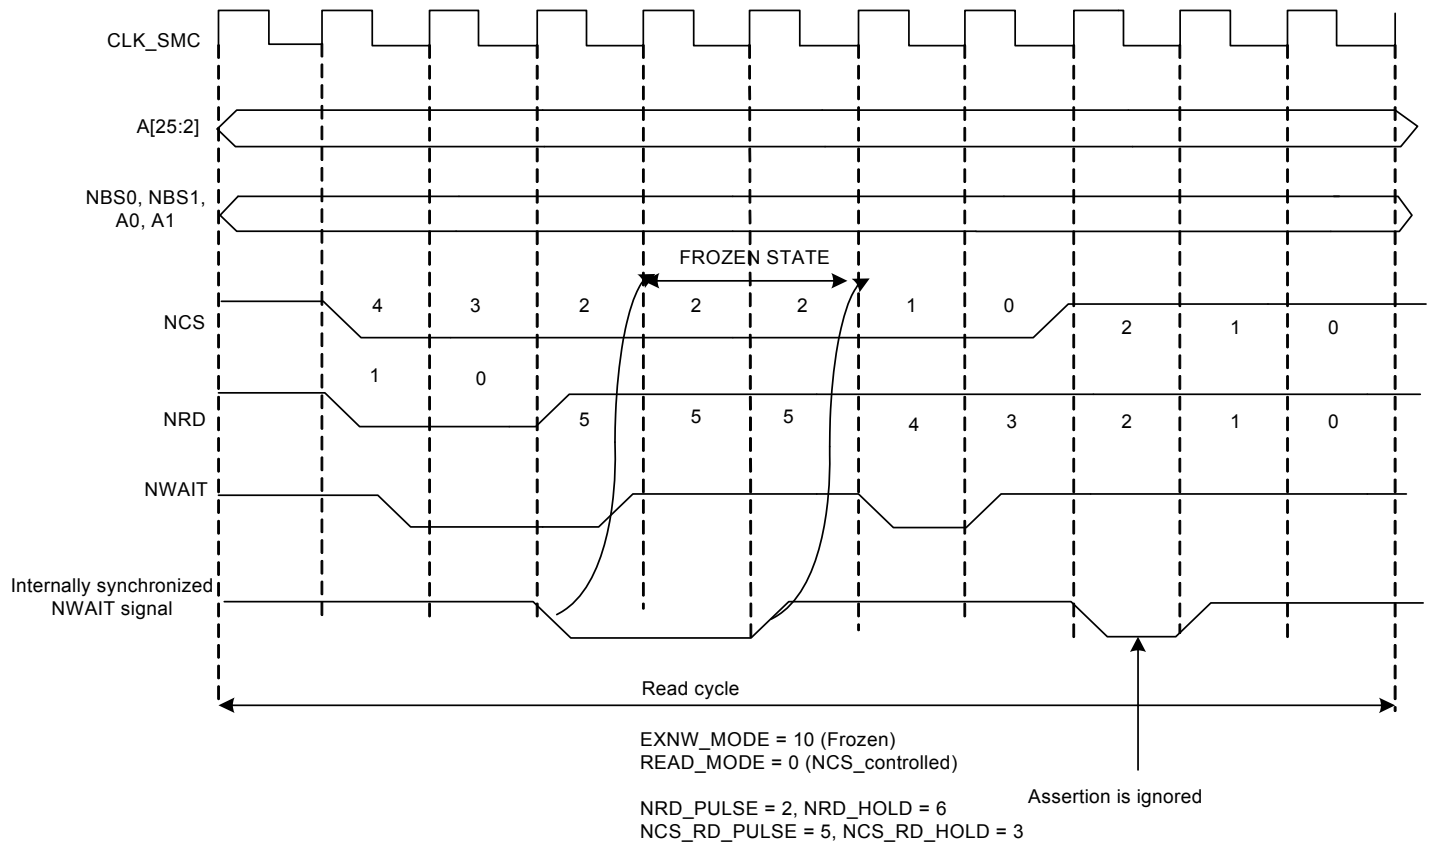 CLK_SMC
A[25:2]
NBS0, NBS1,
A0, A1
FROZEN STATE
NCS
4 3 2 2 2 1 0
2 1 0
1 0
NRD
5 5 5 4 3 2 1 0
NWAIT
Internally synchronized
NWAIT signal
Read cycle
EXNW_MODE = 10 (Frozen)
READ_MODE = 0 (NCS_controlled)
Assertion is ignored
NRD_PULSE = 2, NRD_HOLD = 6
NCS_RD_PULSE = 5, NCS_RD_HOLD = 3